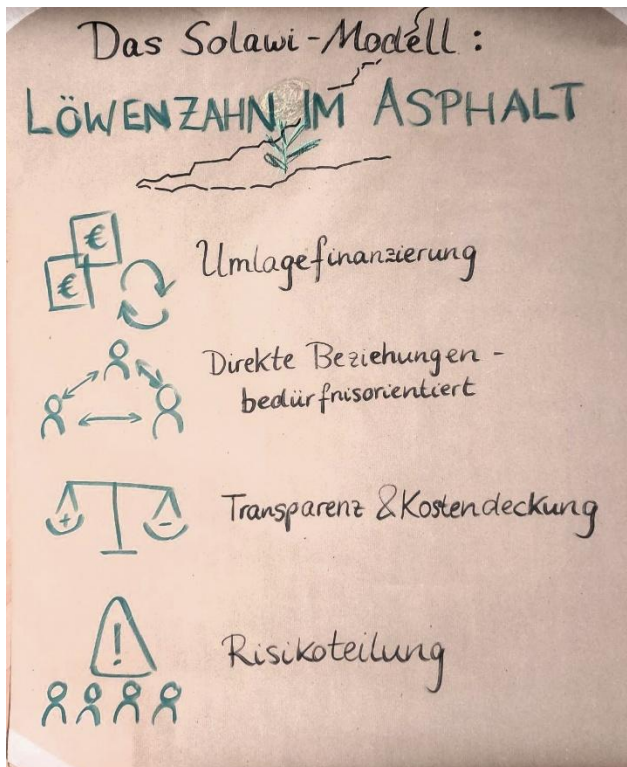 Das Solawi-Modell:
LÖWENZAHN IM ASPHALT
€
€
Umlagefinanzierung
Direkte Beziehungen -
bedürfnisorientiert
+ -
Transparenz & Kostendeckung
!
Risikoteilung